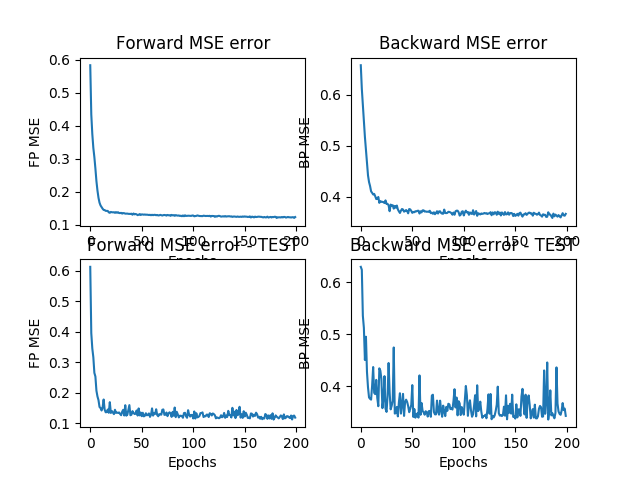 Forward MSE error
Backward MSE error
0.6
0.5
0.4
0.3
0.2
0.1
FP MSE
0.6
0.5
0.4
BP MSE
0 50 100 150 200
Epochs
0 50 100 150 200
Epochs
Forward MSE error - TEST
Backward MSE error - TEST
0.6
0.5
0.4
0.3
0.2
0.1
FP MSE
0.6
0.5
0.4
BP MSE
0 50 100 150 200
Epochs
0 50 100 150 200
Epochs